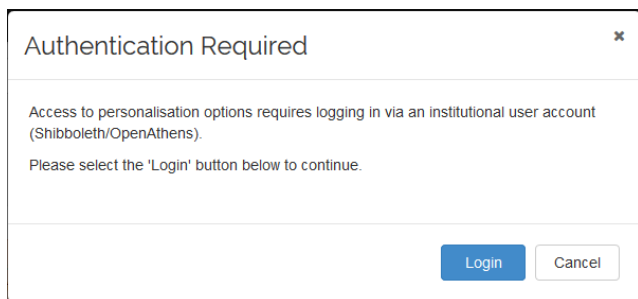 Authentication Required
Access to personalisation options requires logging in via an institutional user account
(Shibboleth/OpenAthens).
Please select the 'Login' button below to continue.
Login
Cancel